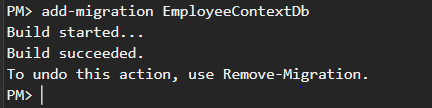 PM> add-migration EmployeeContextDb
Build started...
Build succeeded.
To undo this action, use Remove-Migration.
PM>